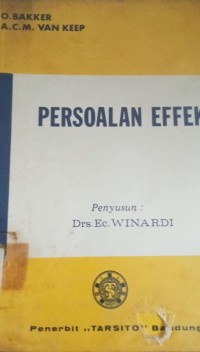 O.BAKKER
A.C.M. VAN KEEP
PERSOALAN EFFEK
Penyusun :
Drs. Ec. WINARDI
Penerbit „TARSITO" Bandung